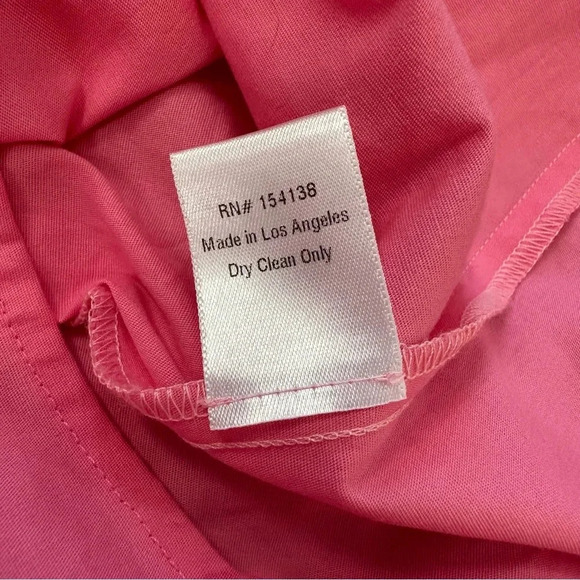 RN# 154138
Made in Los Angeles
Dry Clean Only